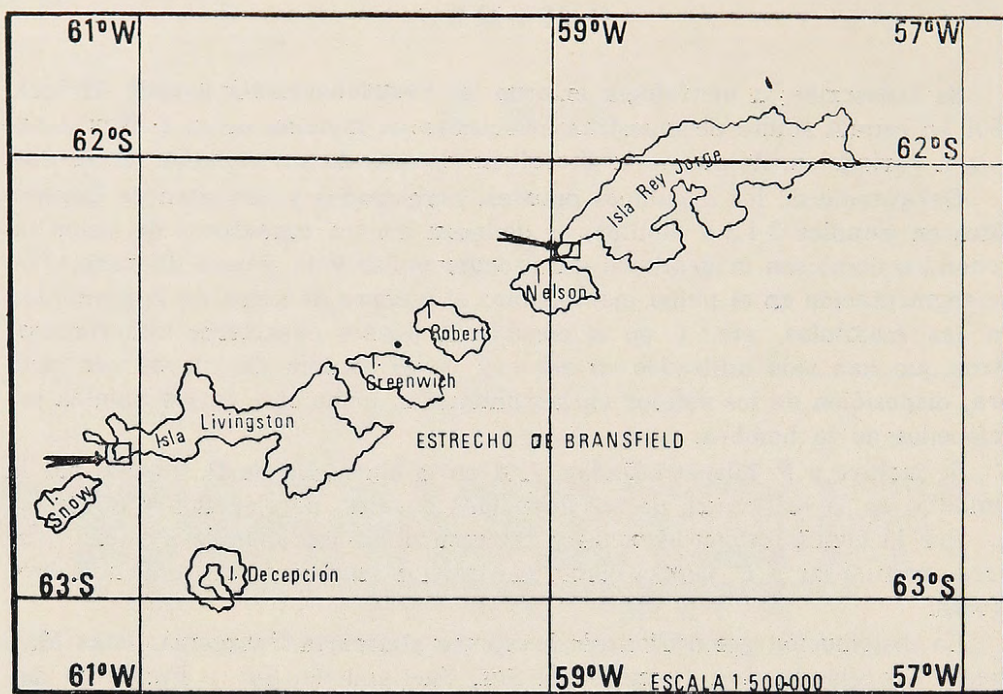 61°W
59°W
57°W
62°S
62°S
Isla Rey Jorge
I. Nelson
I. Robert
I. Greenwich
Isla Livingston
ESTRECHO DE BRANSFIELD
I. Snow
I. Decepción
63°S
63°S
61°W
59°W
ESCALA 1:500000
57°W